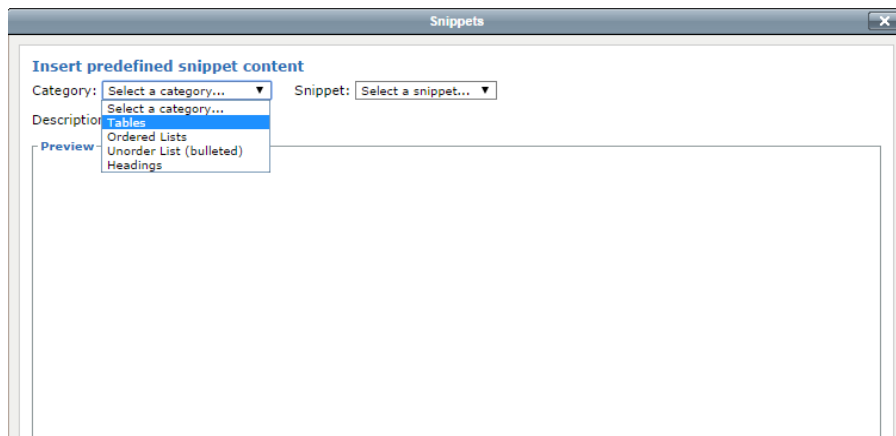 Snippets
Insert predefined snippet content
Category: Select a category... Snippet: Select a snippet...
Select a category...
Description
Tables
Ordered Lists
Preview
Unorder List (bulleted)
Headings